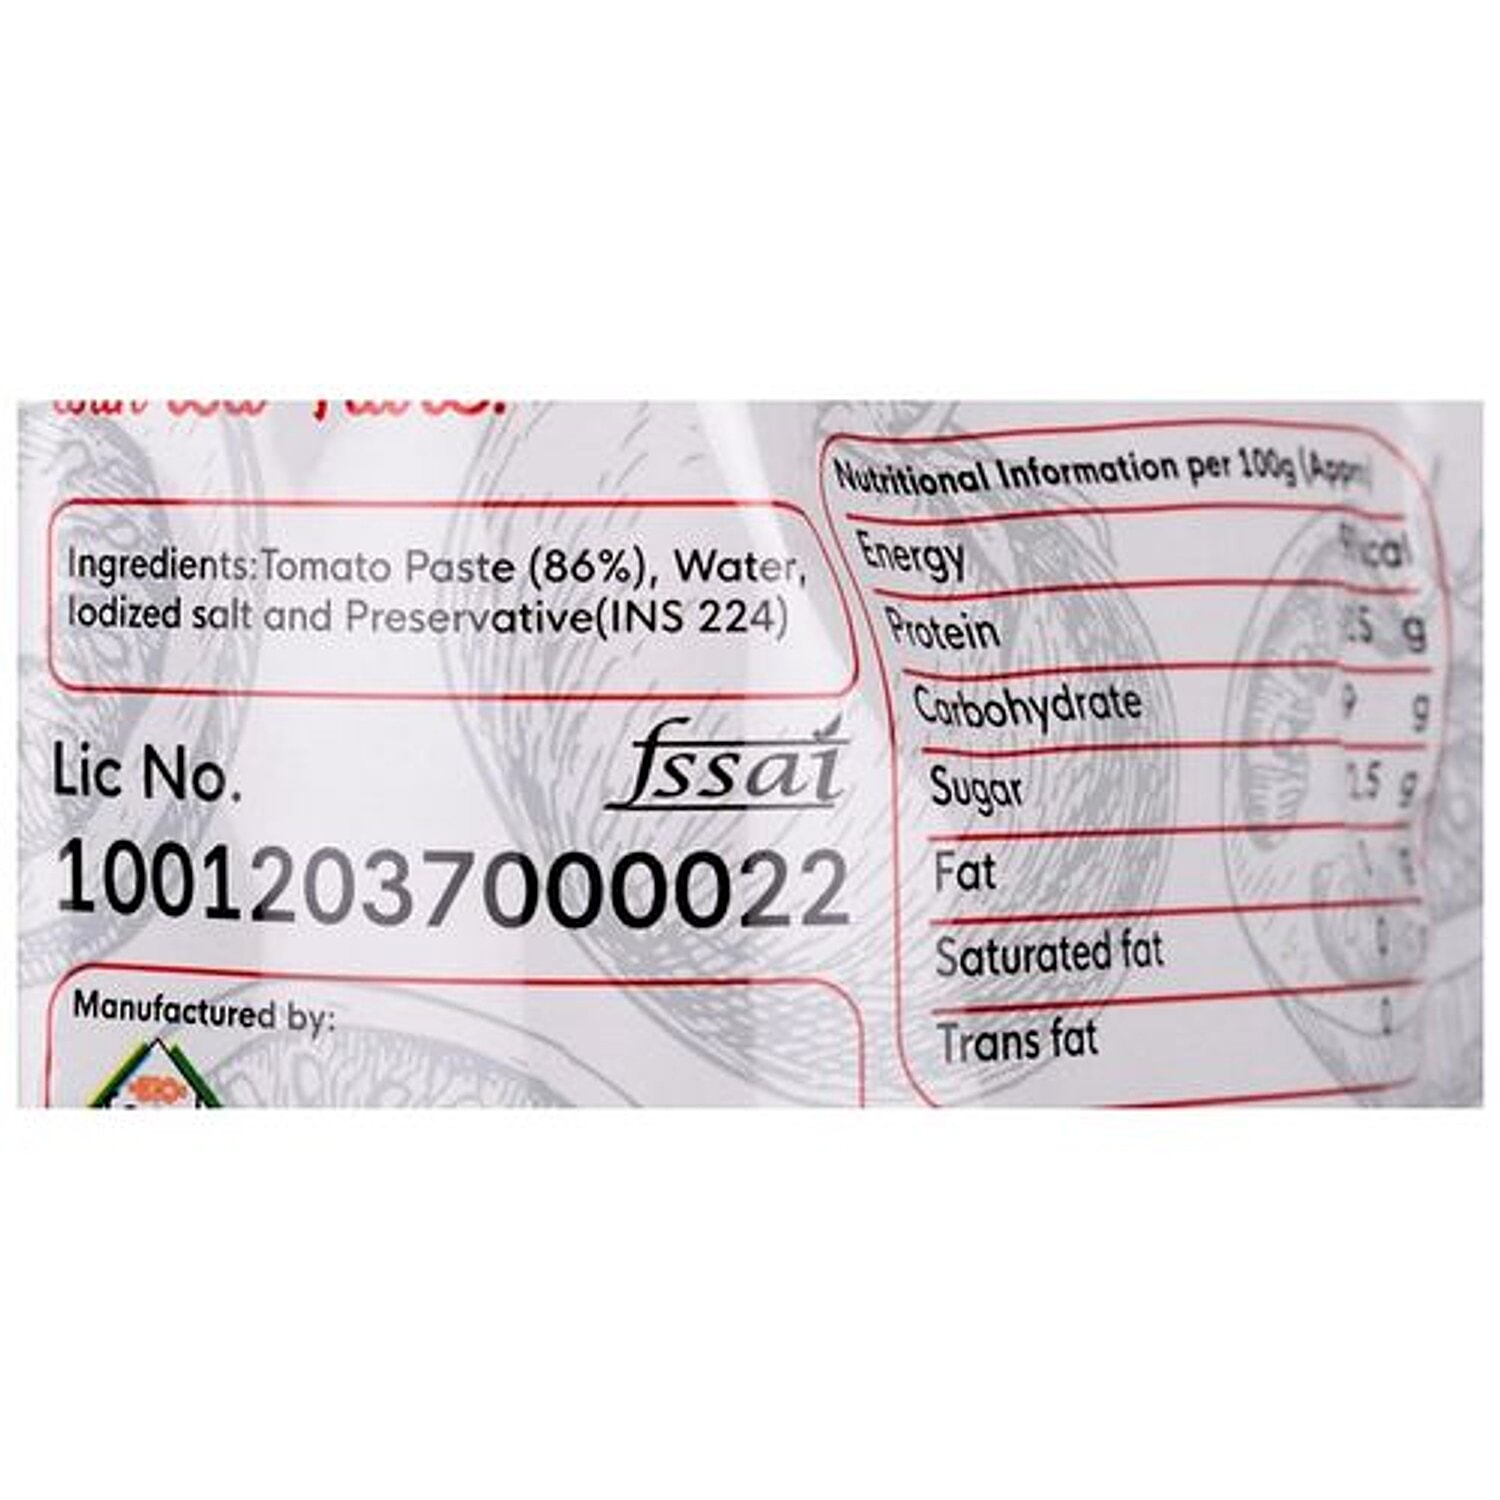 Ingredients:Tomato Paste (86%), Water,
Iodized salt and Preservative(INS 224)
Lic No.
fssai
10012037000022
Manufactured by:
Nutritional Information per 100g
Energy
Protein g
Carbohydrate g
Sugar g
Fat
Saturated fat
Trans fat